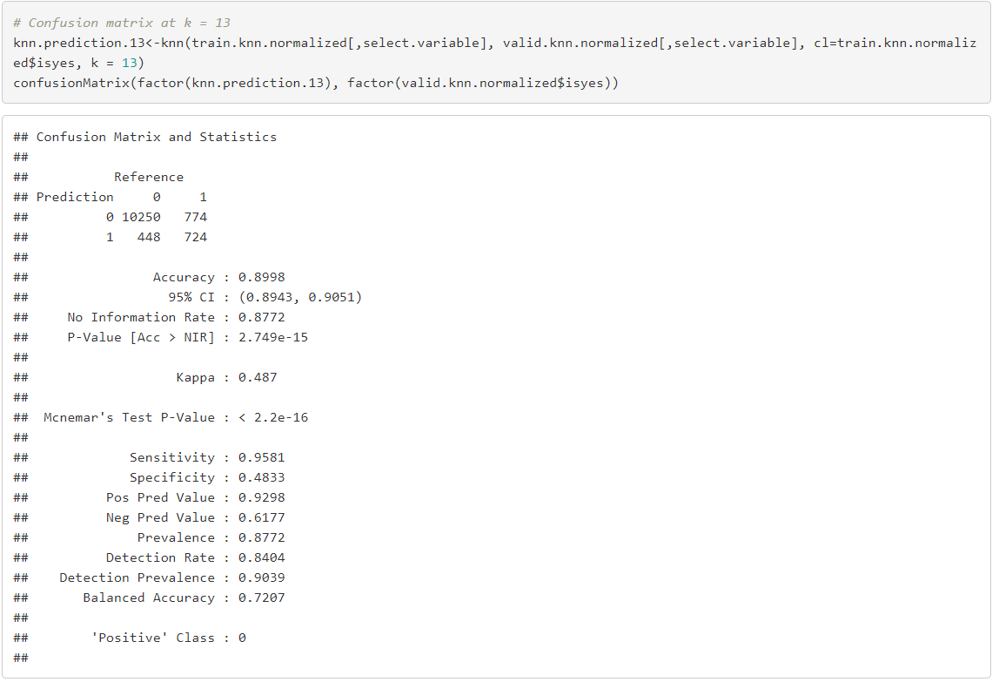 # Confusion matrix at k = 13
knn.prediction.13<-knn(train.knn.normalized[,select.variable], valid.knn.normalized[,select.variable], cl=train.knn.normaliz
ed$isyes, k = 13)
confusionMatrix(factor(knn.prediction.13), factor(valid.knn.normalized$isyes))
## Confusion Matrix and Statistics
##
##           Reference
## Prediction     0     1
##          0 10250   774
##          1   448   724
##
##                Accuracy : 0.8998
##                  95% CI : (0.8943, 0.9051)
##     No Information Rate : 0.8772
##     P-Value [Acc > NIR] : 2.749e-15
##
##                   Kappa : 0.487
##
##  Mcnemar's Test P-Value : < 2.2e-16
##
##             Sensitivity : 0.9581
##             Specificity : 0.4833
##          Pos Pred Value : 0.9298
##          Neg Pred Value : 0.6177
##              Prevalence : 0.8772
##          Detection Rate : 0.8404
##    Detection Prevalence : 0.9039
##       Balanced Accuracy : 0.7207
##
##        'Positive' Class : 0
##